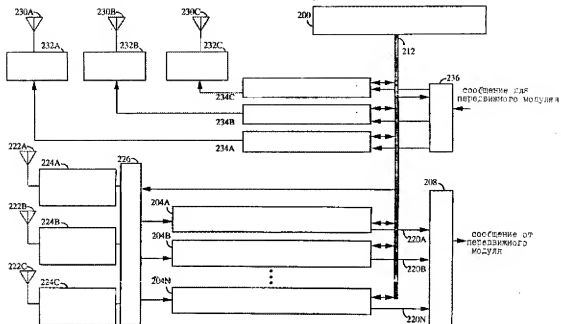 230A
230B
230C
200
232A
232B
232C
212
236
234C
сообщение для
передвижного модуля
234B
234A
222A
224A
226
208
204A
222B
224B
220A
сообщение от
передвижного
модуля
204B
220B
222C
224C
204N
220N